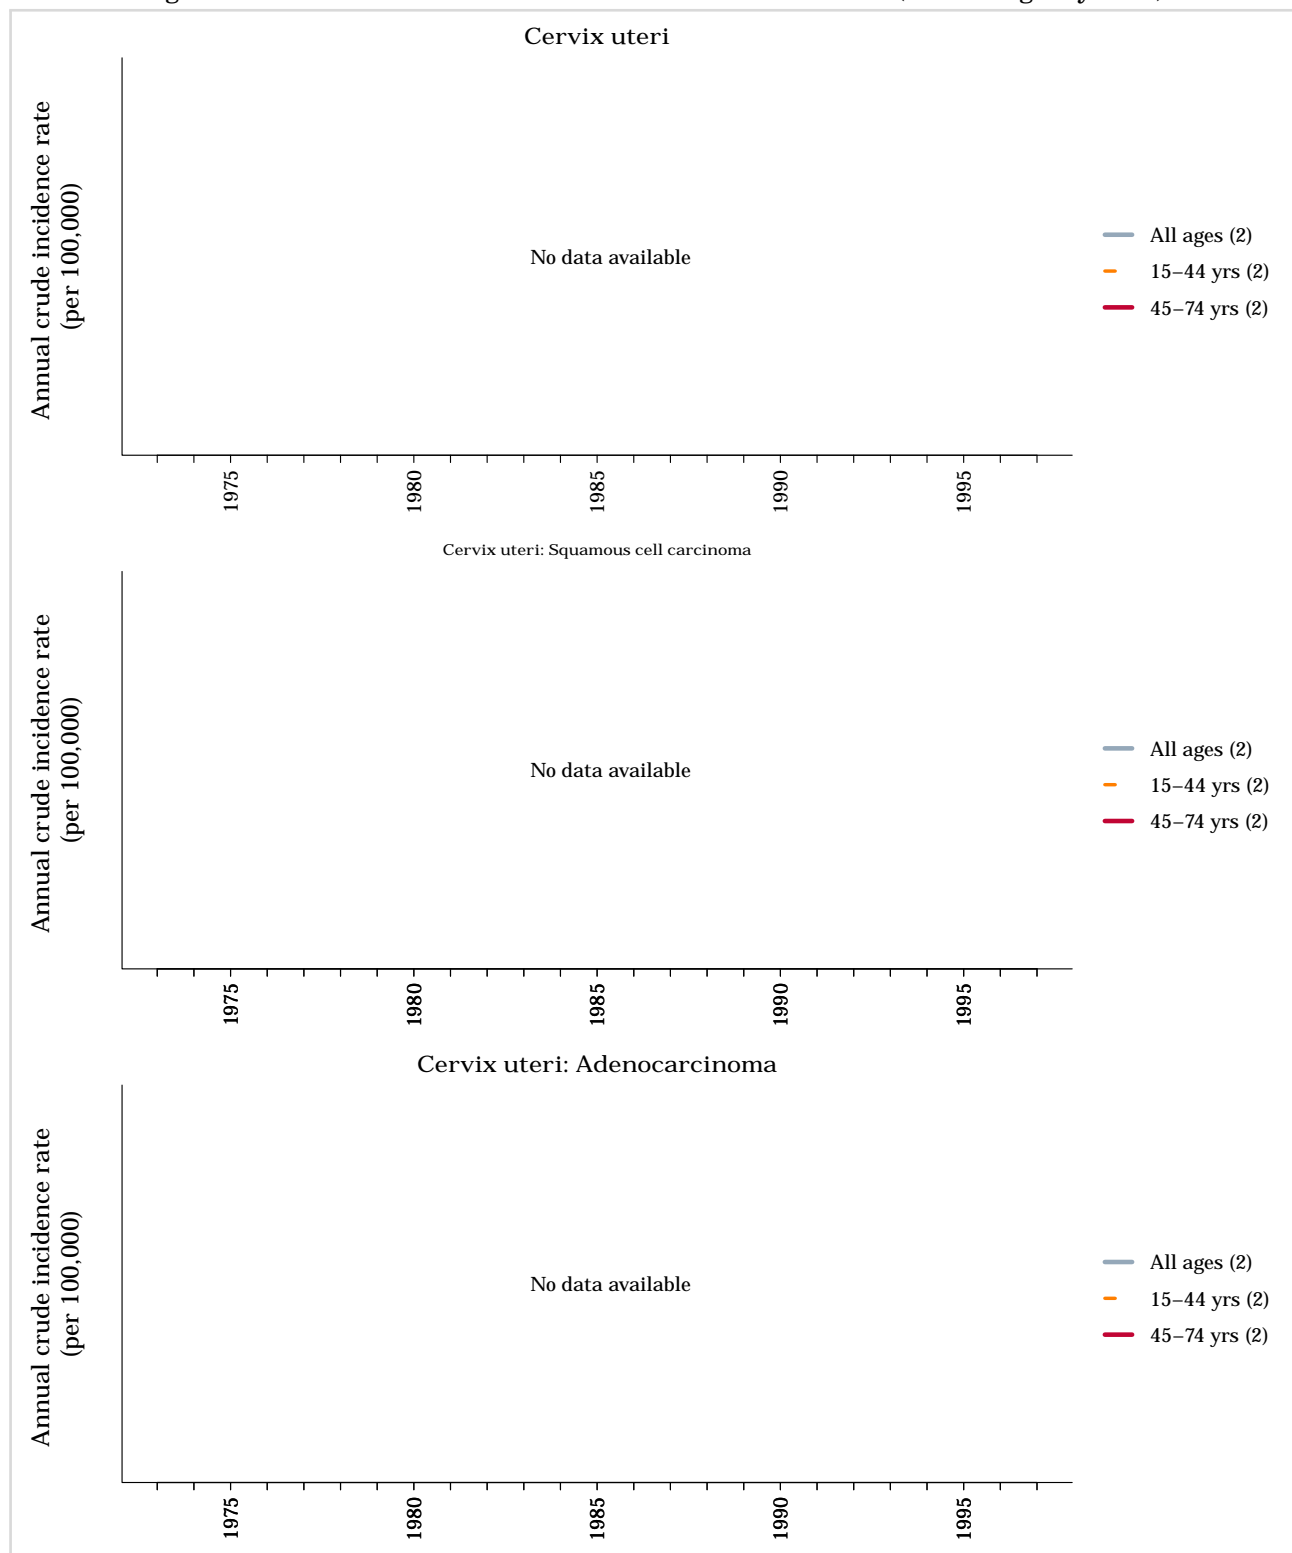 Cervix uteri
Annual crude incidence rate
(per 100,000)
No data available
All ages (2)
15–44 yrs (2)
45–74 yrs (2)
1975
1980
1985
1990
1995
Cervix uteri: Squamous cell carcinoma
Annual crude incidence rate
(per 100,000)
No data available
All ages (2)
15–44 yrs (2)
45–74 yrs (2)
1975
1980
1985
1990
1995
Cervix uteri: Adenocarcinoma
Annual crude incidence rate
(per 100,000)
No data available
All ages (2)
15–44 yrs (2)
45–74 yrs (2)
1975
1980
1985
1990
1995